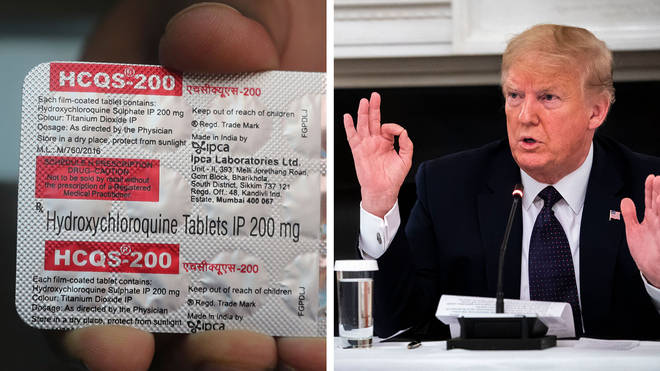 HCQS-200 एचसीक्यूएस-200
Each film-coated tablet contains:
Hydroxychloroquine Sulphate IP 200 mg
Colour: Titanium Dioxide IP
Dosage: As directed by the Physician
Store in a dry place, protect from sunlight
M.L. M/760/2016
SCHEDULE H PRESCRIPTION
DRUG-CAUTION
Not to be sold by retail without
the prescription of a Registered
Medical Practitioner.
Keep out of reach of children
® Regd. Trade Mark
Made in India by
ipca
Ipca Laboratories Ltd.
Unit - II, 393, Melli Jorethang Road,
Gom Block, Bharikhola,
South District, Sikkim 737 121
Regd. Off.: 48, Kandivli Ind.
Estate, Mumbai 400 067
FGPDLJ
Rx Hydroxychloroquine Tablets IP 200 mg
HCQS-200 एचसीक्यूएस-200
Each film-coated tablet contains:
Hydroxychloroquine Sulphate IP 200 mg
Colour: Titanium Dioxide IP
Dosage: As directed by the Physician
Store in a dry place, protect from sunlight
Keep out of reach of children
® Regd. Trade Mark
Made in India by
ipca
FGPDLJ